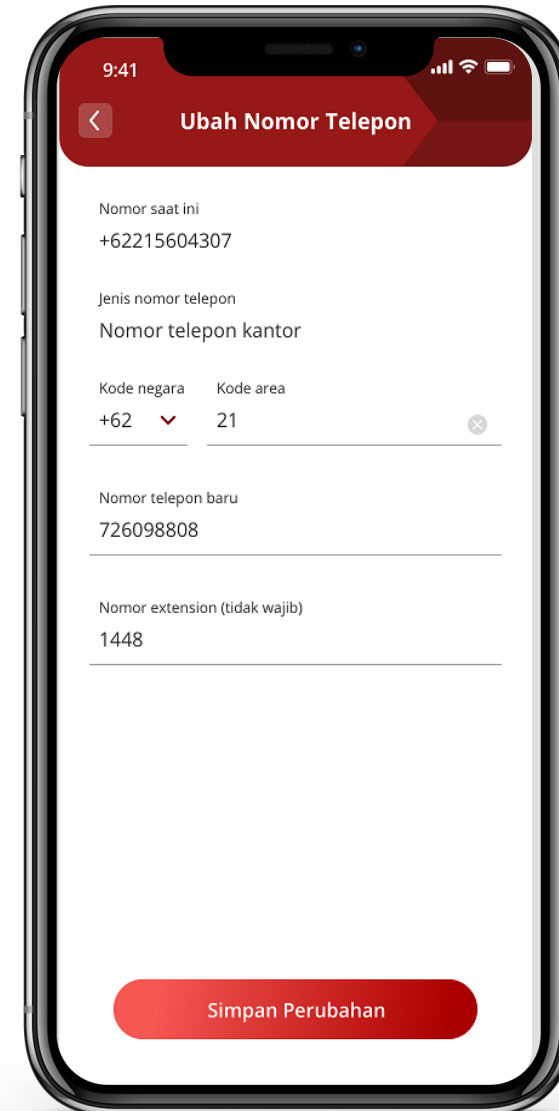 9:41
Ubah Nomor Telepon
Nomor saat ini
+62215604307
Jenis nomor telepon
Nomor telepon kantor
Kode negara Kode area
+62 21
Nomor telepon baru
726098808
Nomor extension (tidak wajib)
1448
Simpan Perubahan